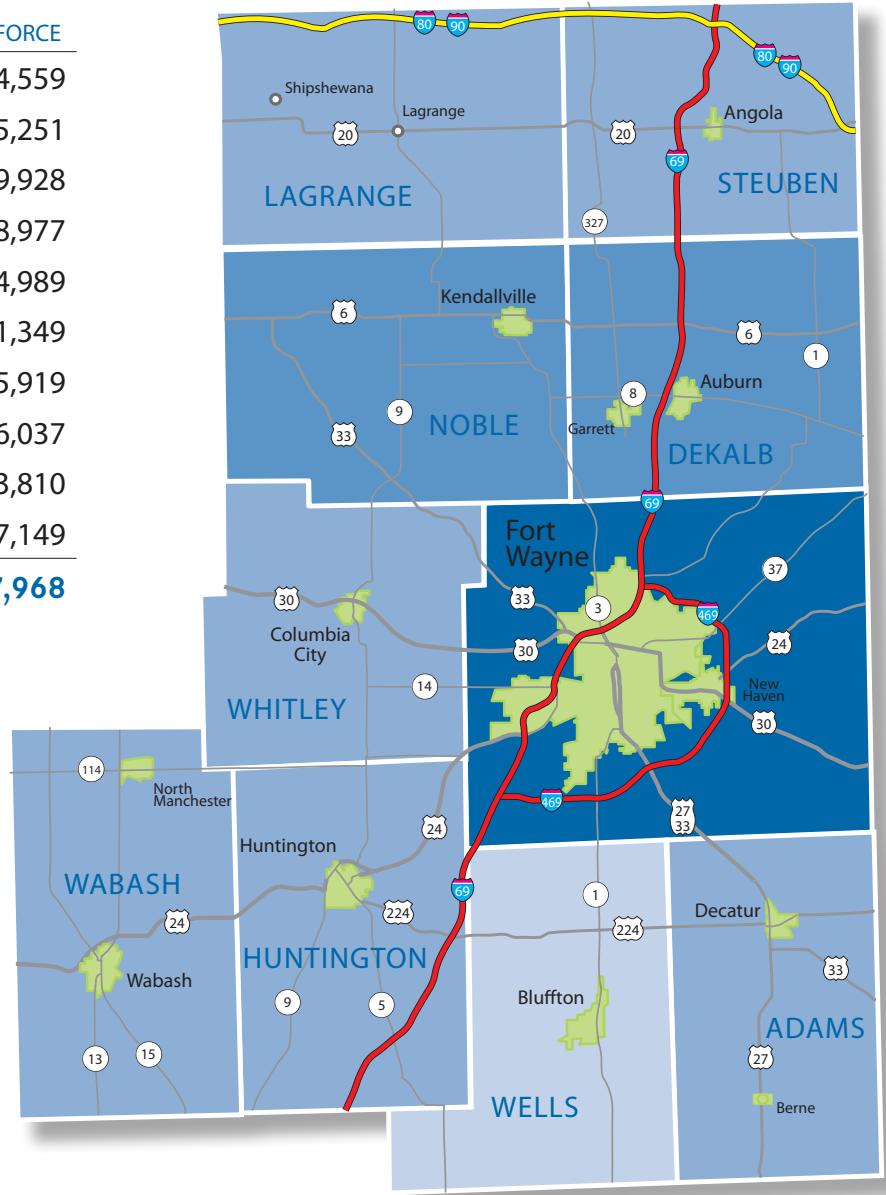 FORCE
4,559
5,251
9,928
8,977
4,989
1,349
5,919
6,037
3,810
7,149
7,968
80
90
80
90
Shipshewana
Lagrange
Angola
20
20
69
LAGRANGE
STEUBEN
327
Kendallville
6
6
1
Auburn
8
9
Garrett
33
NOBLE
DEKALB
69
Fort
Wayne
37
30
33
3
469
Columbia
City
30
24
14
New
Haven
WHITLEY
30
114
North
Manchester
469
27
33
24
Huntington
WABASH
69
1
224
Decatur
24
224
HUNTINGTON
33
Wabash
Bluffton
9
5
ADAMS
13
15
27
WELLS
Berne